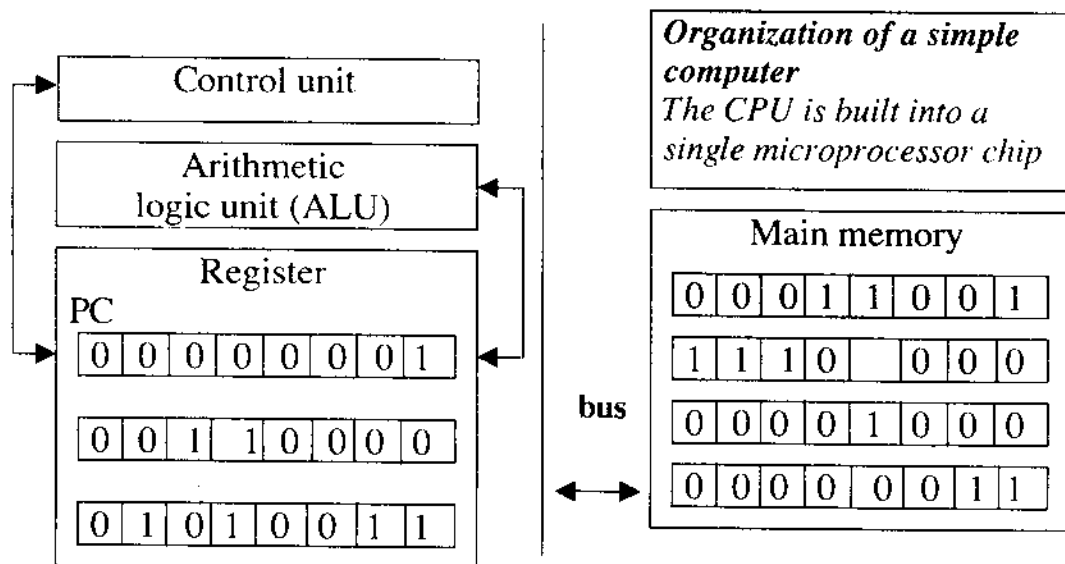 Control unit
Arithmetic
logic unit (ALU)
Register
PC
0 0 0 0 0 0 0 1
0 0 1 1 0 0 0 0
0 1 0 1 0 0 1 1
bus
Organization of a simple
computer
The CPU is built into a
single microprocessor chip
Main memory
0 0 0 1 1 0 0 1
1 1 1 0 0 0 0
0 0 0 0 1 0 0 0
0 0 0 0 0 0 1 1